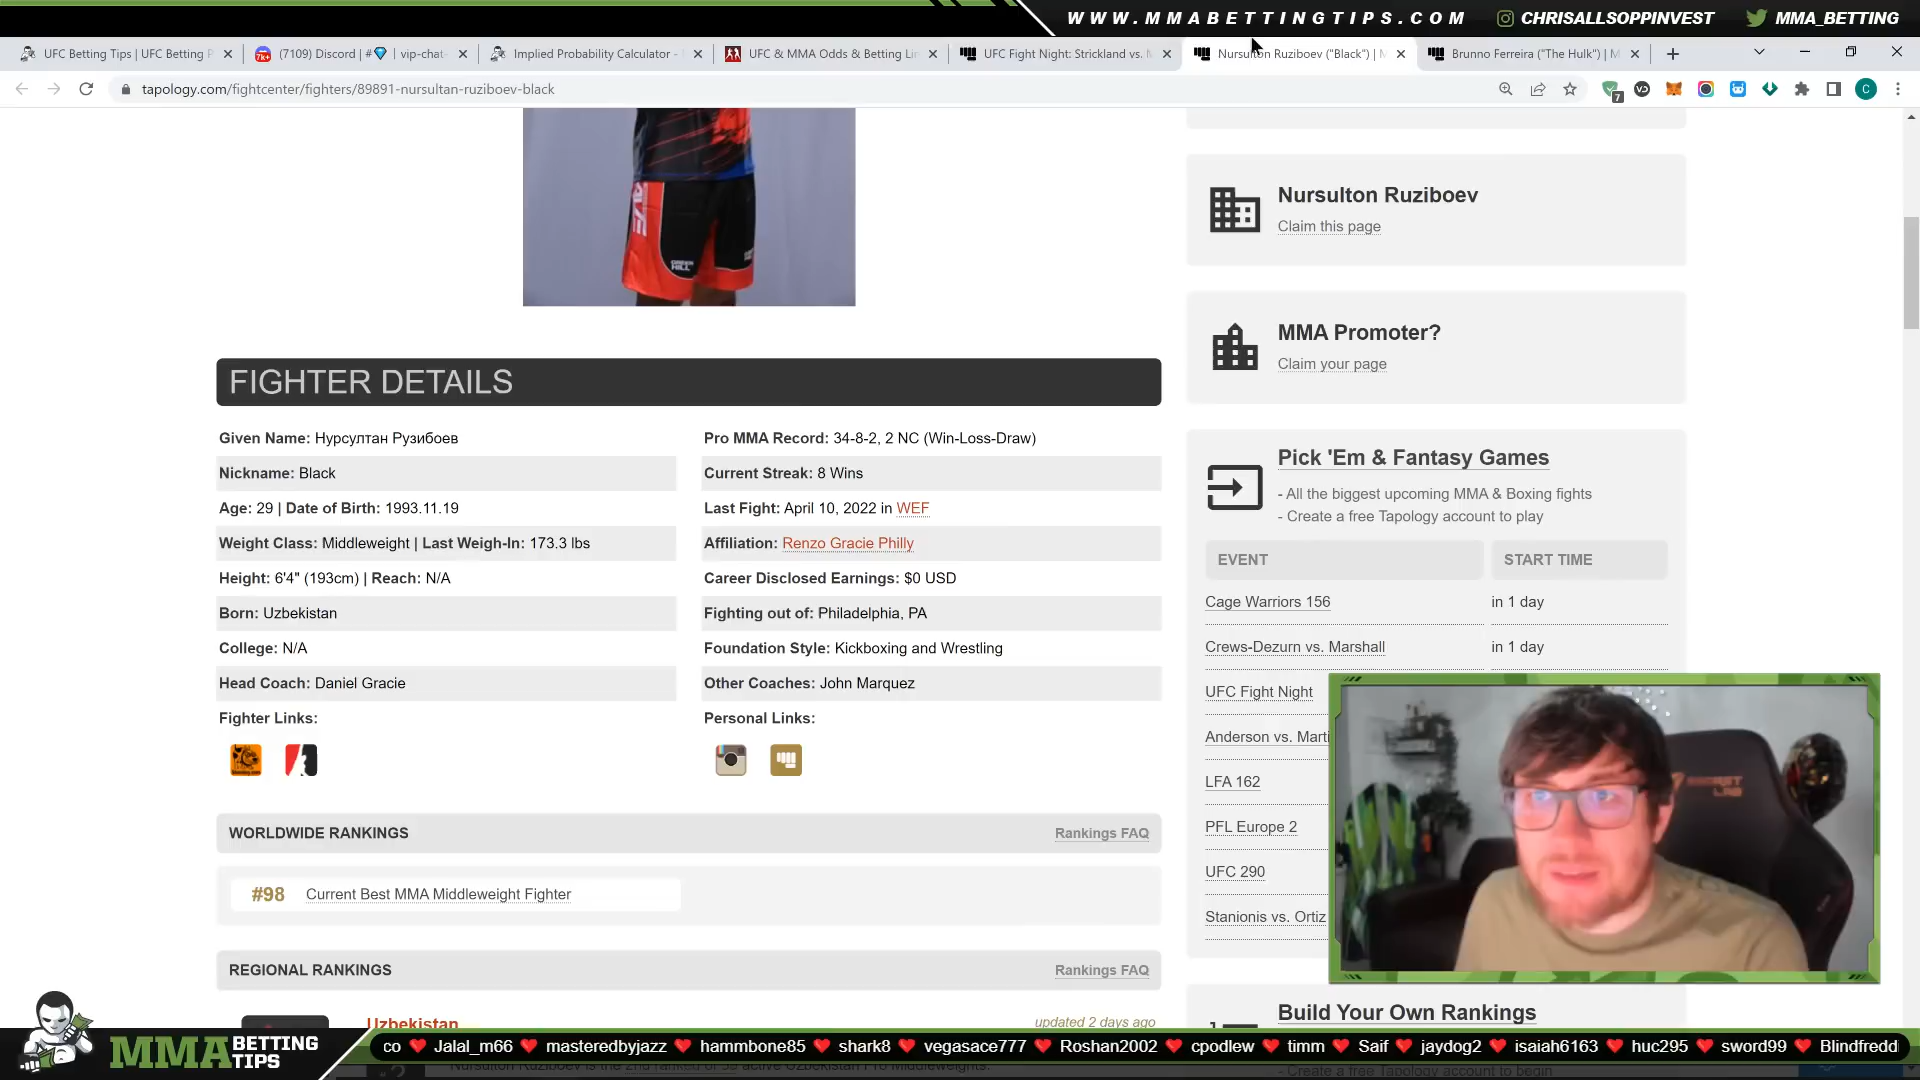 WWW.MMABETTINGTIPS.COM CHRISALLSOPPINVEST MMA_BETTING
UFC Betting Tips | UFC Betting P
(7109) Discord | # | vip-chat-
Implied Probability Calculator -
UFC & MMA Odds & Betting Li
UFC Fight Night: Strickland vs. M
Nursulton Ruziboev ("Black") | M
Brunno Ferreira ("The Hulk") | M
tapology.com/fightcenter/fighters/89891-nursultan-ruziboev-black
7
C
Nursulton Ruziboev
Claim this page
MMA Promoter?
Claim your page
FIGHTER DETAILS
Given Name: Нурсултан Рузибоев
Pro MMA Record: 34-8-2, 2 NC (Win-Loss-Draw)
Nickname: Black
Current Streak: 8 Wins
Age: 29 | Date of Birth: 1993.11.19
Last Fight: April 10, 2022 in WEF
Weight Class: Middleweight | Last Weigh-In: 173.3 lbs
Affiliation: Renzo Gracie Philly
Height: 6'4" (193cm) | Reach: N/A
Career Disclosed Earnings: $0 USD
Born: Uzbekistan
Fighting out of: Philadelphia, PA
College: N/A
Foundation Style: Kickboxing and Wrestling
Head Coach: Daniel Gracie
Other Coaches: John Marquez
Fighter Links:
Personal Links:
Pick 'Em & Fantasy Games
- All the biggest upcoming MMA & Boxing fights
- Create a free Tapology account to play
EVENT START TIME
Cage Warriors 156 in 1 day
Crews-Dezurn vs. Marshall in 1 day
UFC Fight Night
Anderson vs. Marti
LFA 162
PFL Europe 2
UFC 290
Stanionis vs. Ortiz
WORLDWIDE RANKINGS Rankings FAQ
#98 Current Best MMA Middleweight Fighter
REGIONAL RANKINGS Rankings FAQ
Uzbekistan updated 2 days ago
Build Your Own Rankings
MMA BETTING TIPS
co Jalal_m66 masteredbyjazz hammbone85 shark8 vegasace777 Roshan2002 cpodlew timm Saif jaydog2 isaiah6163 huc295 sword99 Blindfreddi